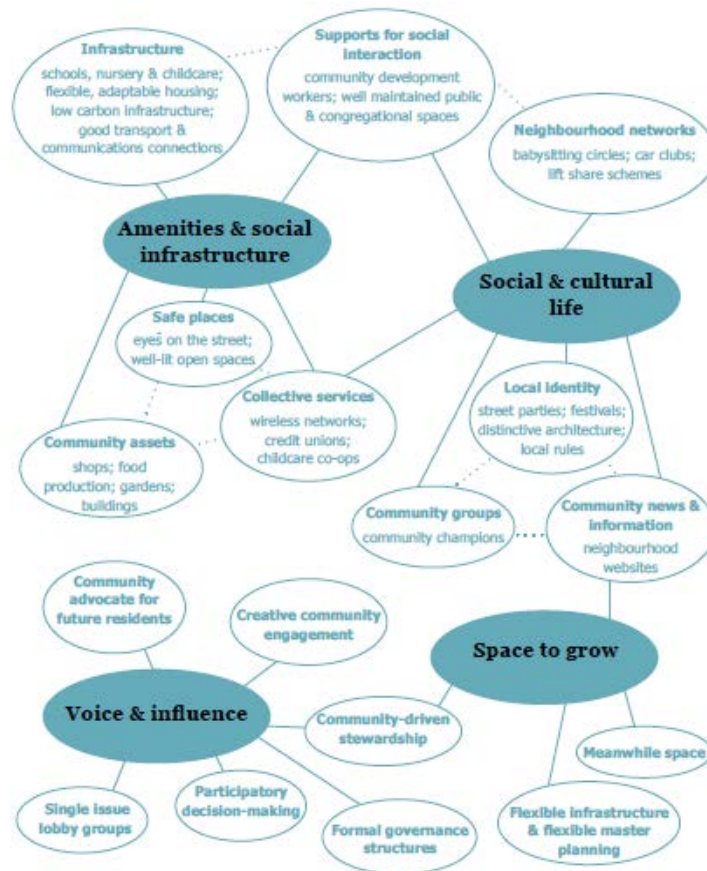 Infrastructure
schools, nursery & childcare;
flexible, adaptable housing;
low carbon infrastructure;
good transport &
communications connections
Supports for social
interaction
community development
workers; well maintained public
& congregational spaces
Neighbourhood networks
babysitting circles; car clubs;
lift share schemes
Amenities & social
infrastructure
Social & cultural
life
Safe places
eyes on the street;
well-lit open spaces
Collective services
wireless networks;
credit unions;
childcare co-ops
Local identity
street parties; festivals;
distinctive architecture;
local rules
Community assets
shops; food
production; gardens;
buildings
Community groups
community champions
Community news &
information
neighbourhood
websites
Community
advocate for
future residents
Creative community
engagement
Space to grow
Voice & influence
Community-driven
stewardship
Meanwhile space
Single issue
lobby groups
Participatory
decision-making
Formal governance
structures
Flexible infrastructure
& flexible master
planning